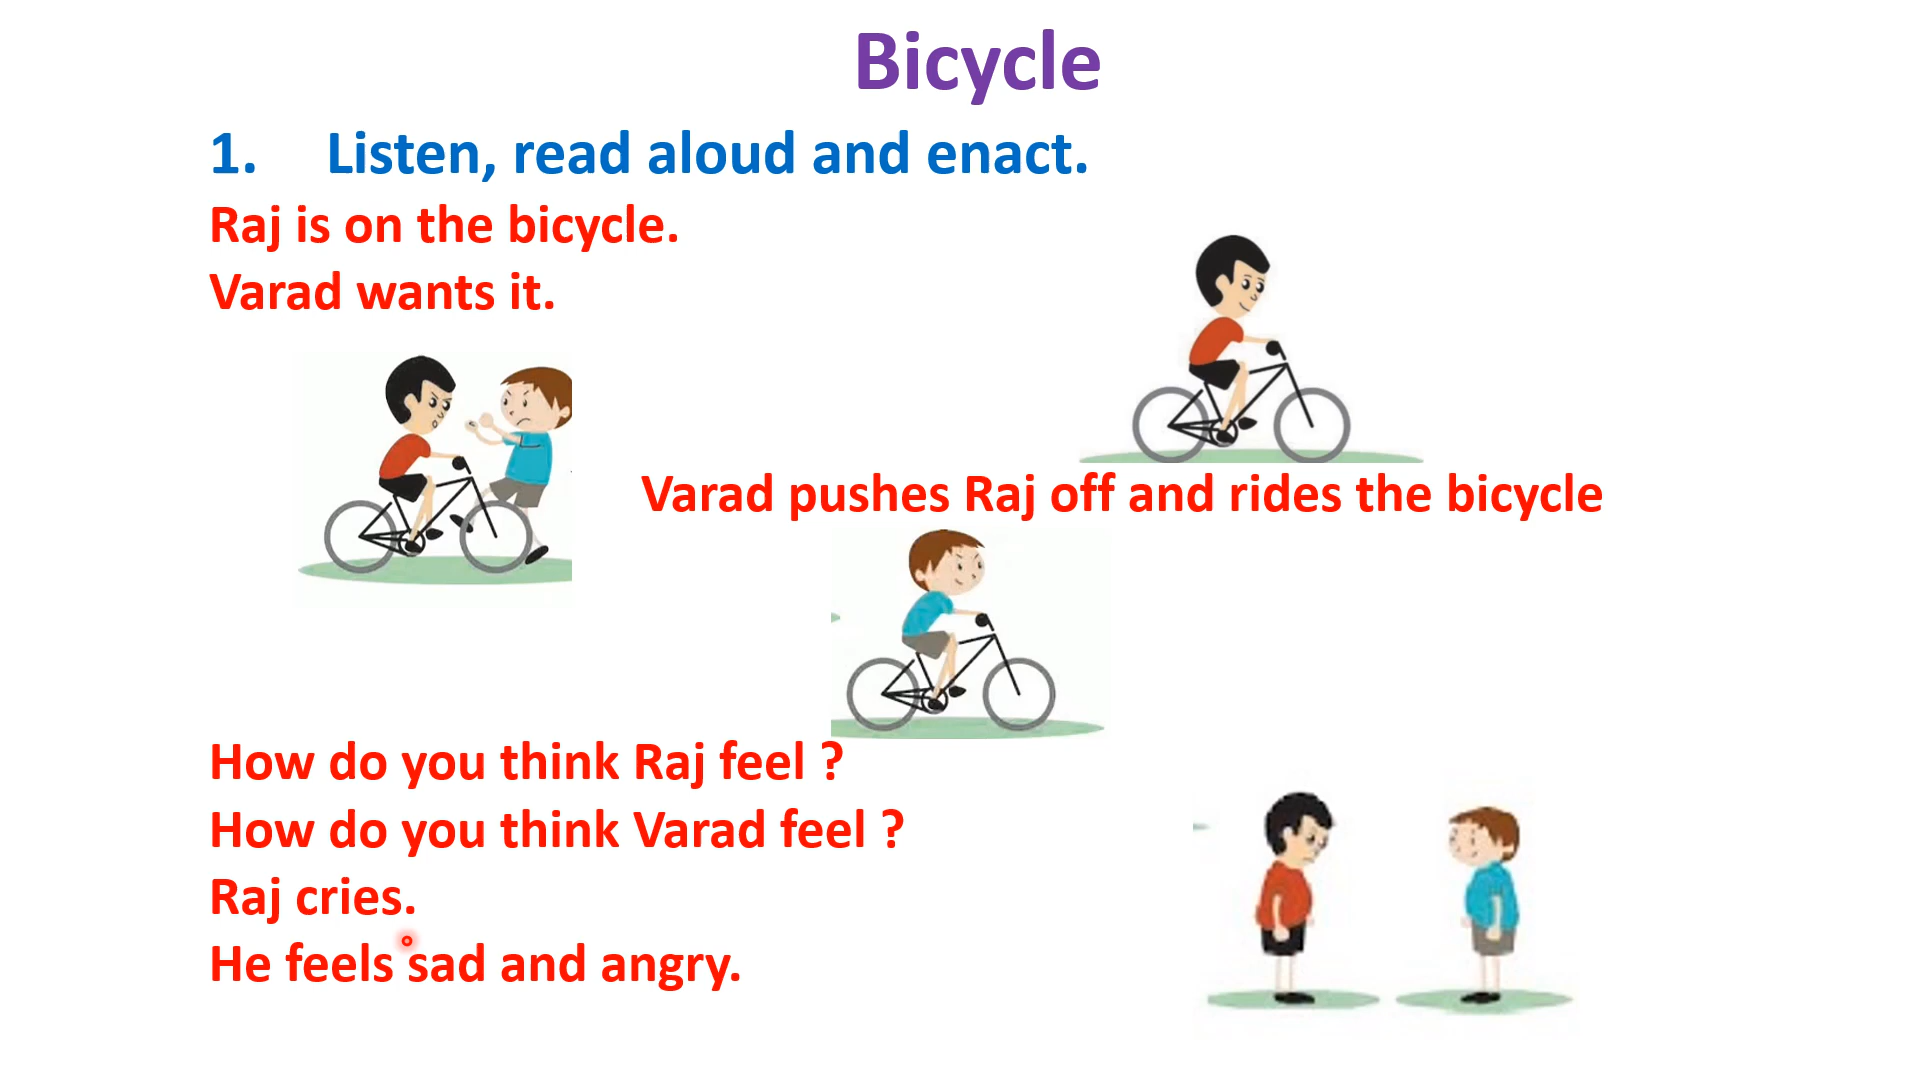 Bicycle
1. Listen, read aloud and enact.
Raj is on the bicycle.
Varad wants it.
Varad pushes Raj off and rides the bicycle
How do you think Raj feel ?
How do you think Varad feel ?
Raj cries.
He feels sad and angry.